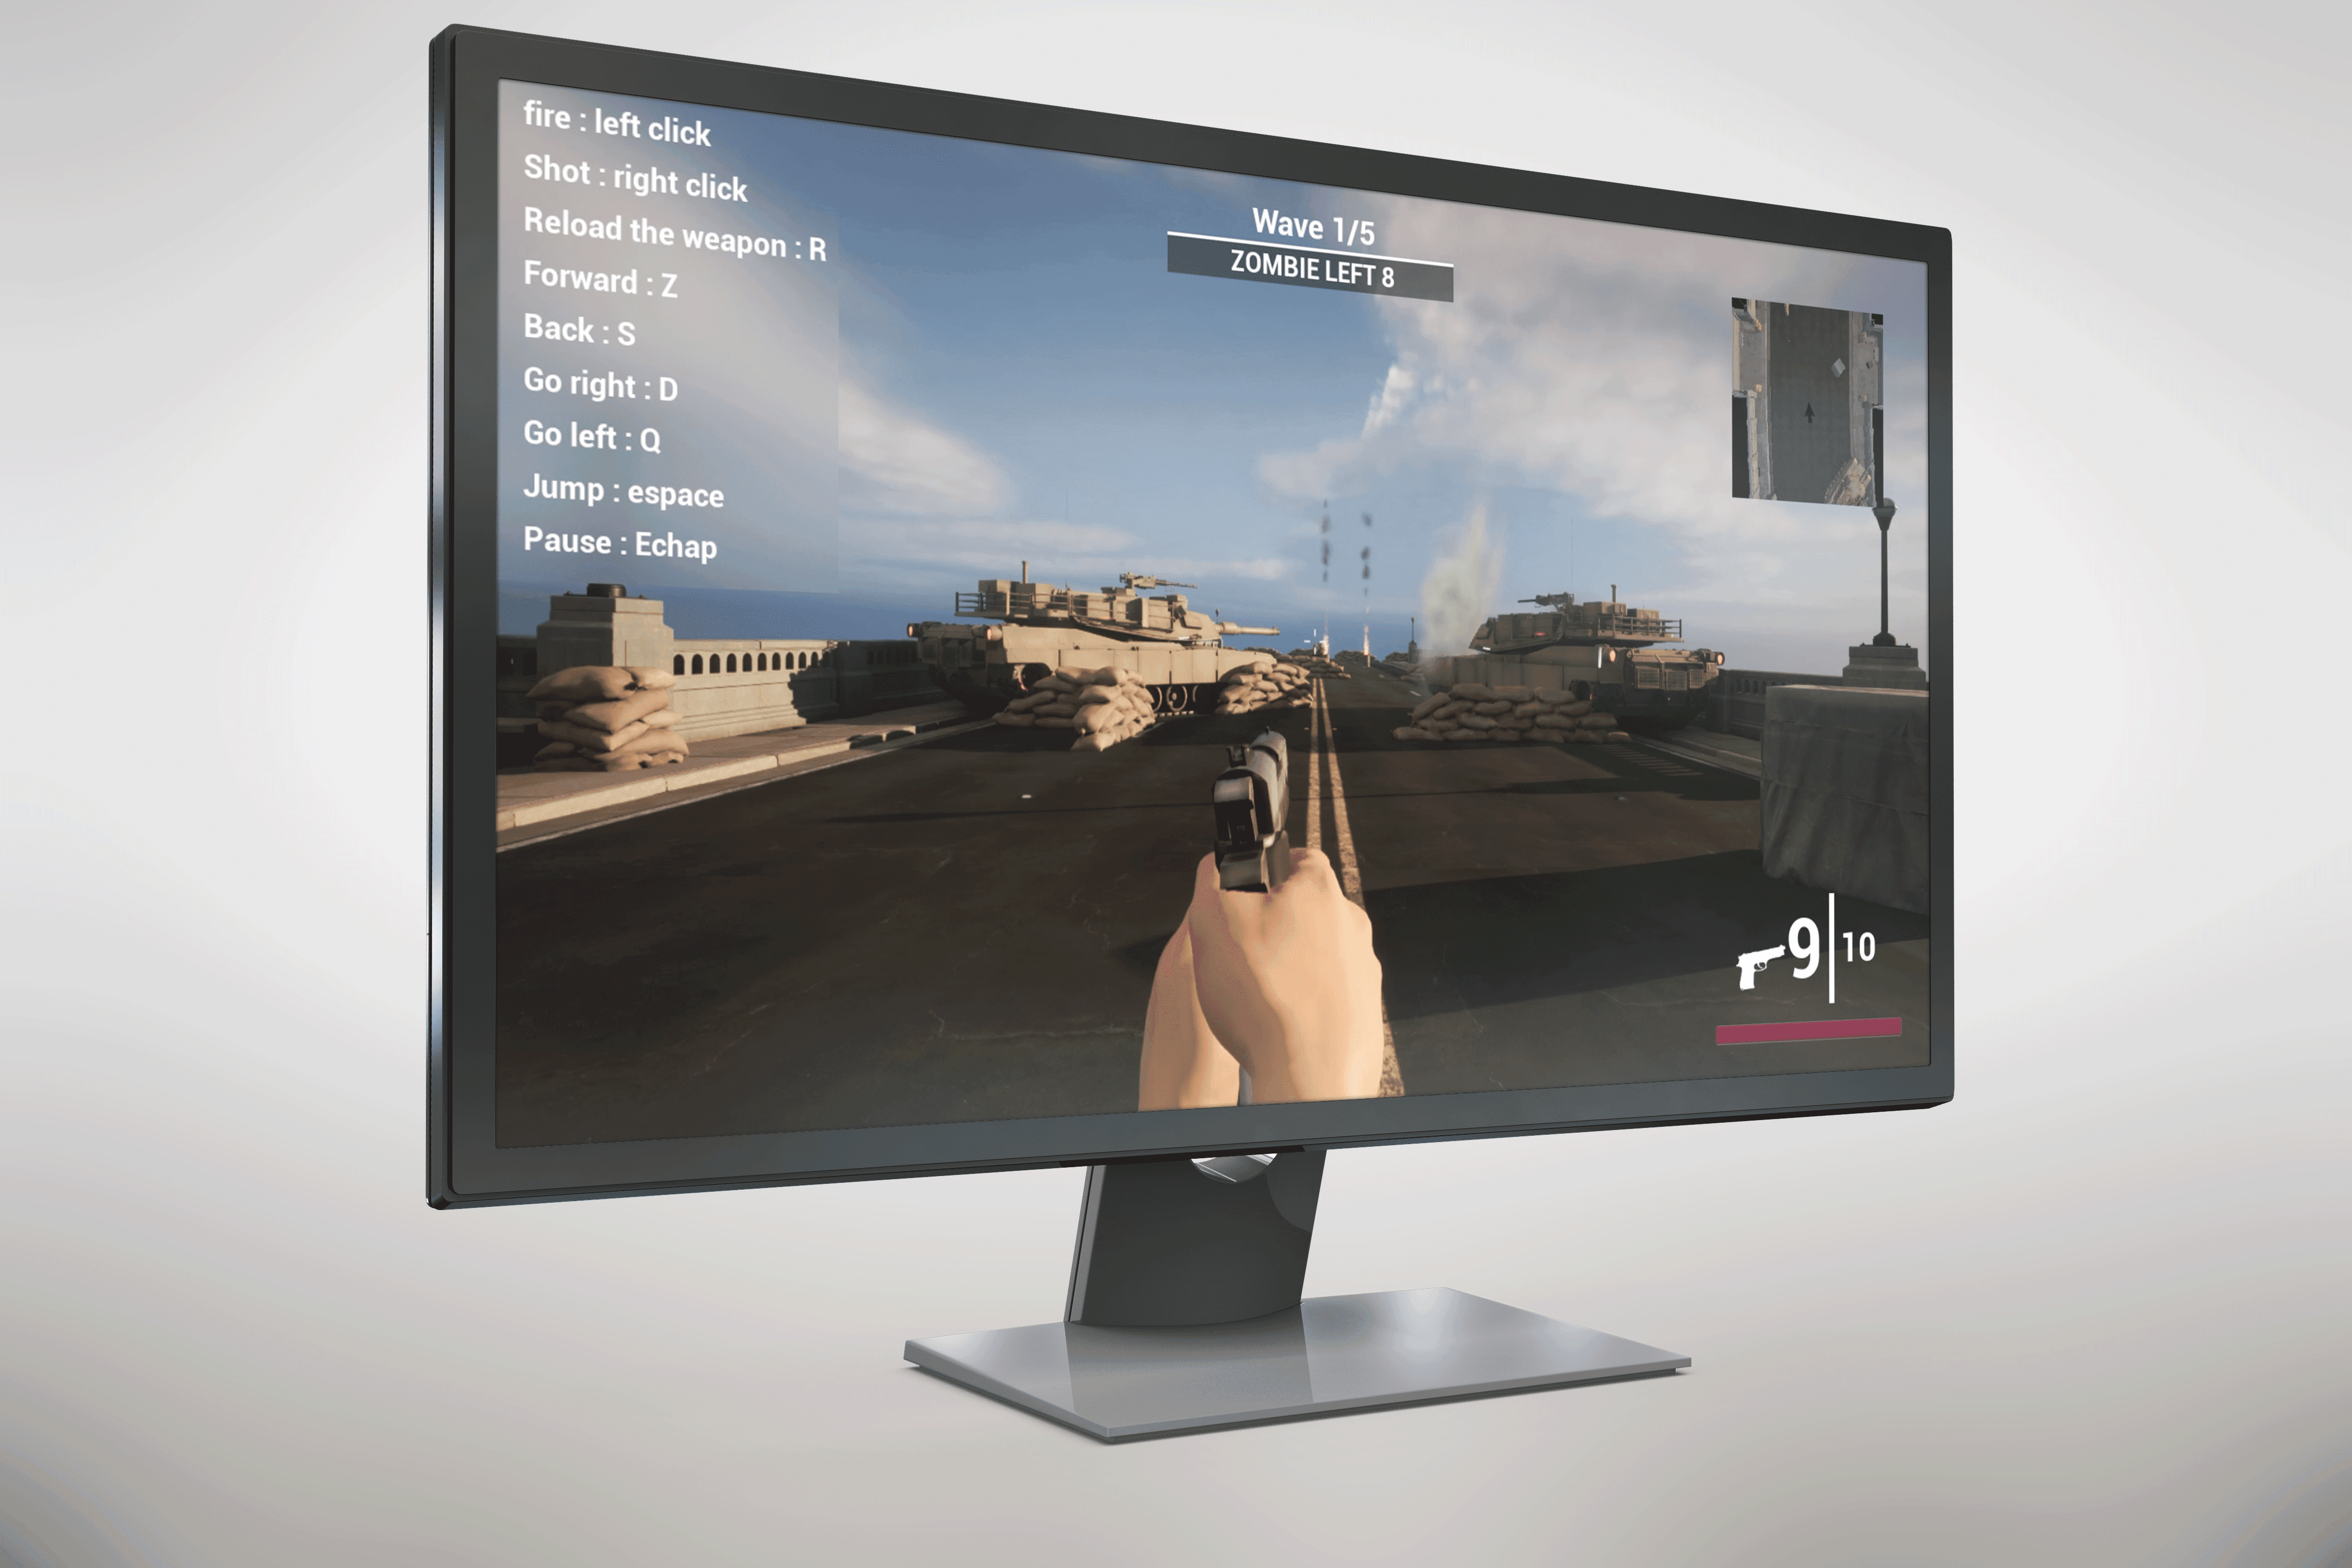 fire : left click
Shot : right click
Reload the weapon : R
Forward : Z
Back : S
Go right : D
Go left : Q
Jump : espace
Pause : Echap
Wave 1/5
ZOMBIE LEFT 8
9 10